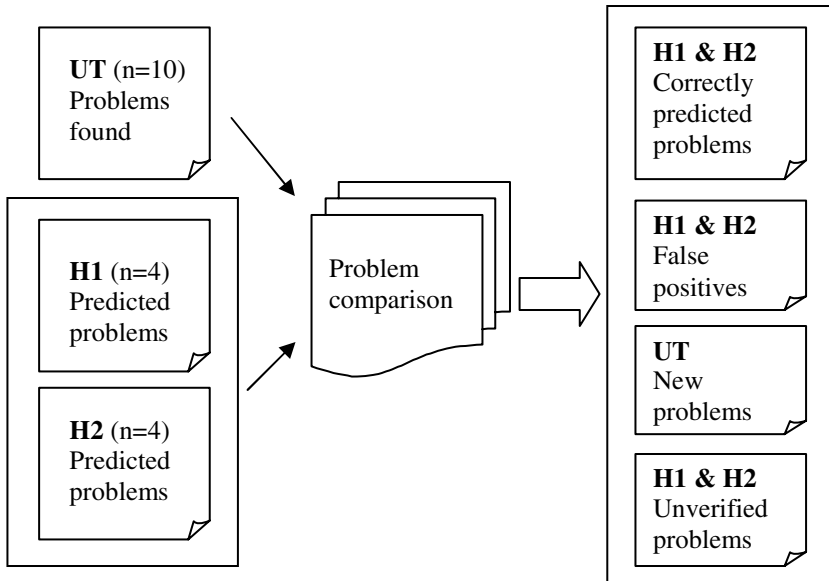 UT (n=10)
Problems
found
H1 (n=4)
Predicted
problems
H2 (n=4)
Predicted
problems
Problem
comparison
H1 & H2
Correctly
predicted
problems
H1 & H2
False
positives
UT
New
problems
H1 & H2
Unverified
problems